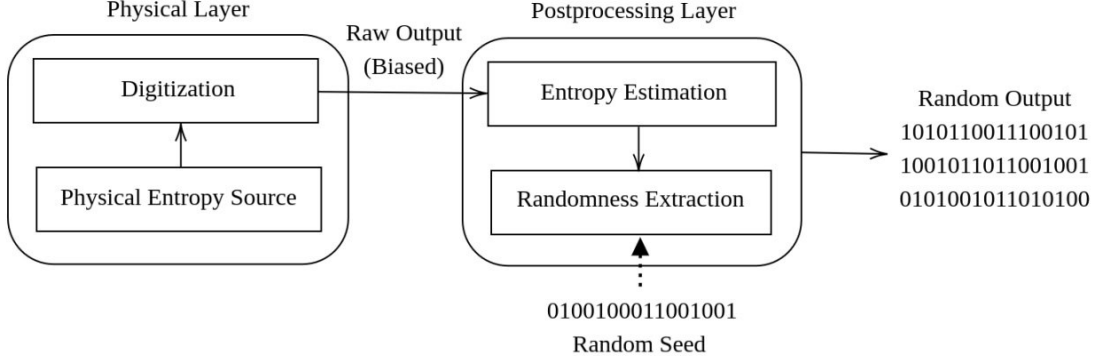 Physical Layer
Digitization
Physical Entropy Source
Raw Output
(Biased)
Postprocessing Layer
Entropy Estimation
Randomness Extraction
0100100011001001
Random Seed
Random Output
1010110011100101
1001011011001001
0101001011010100